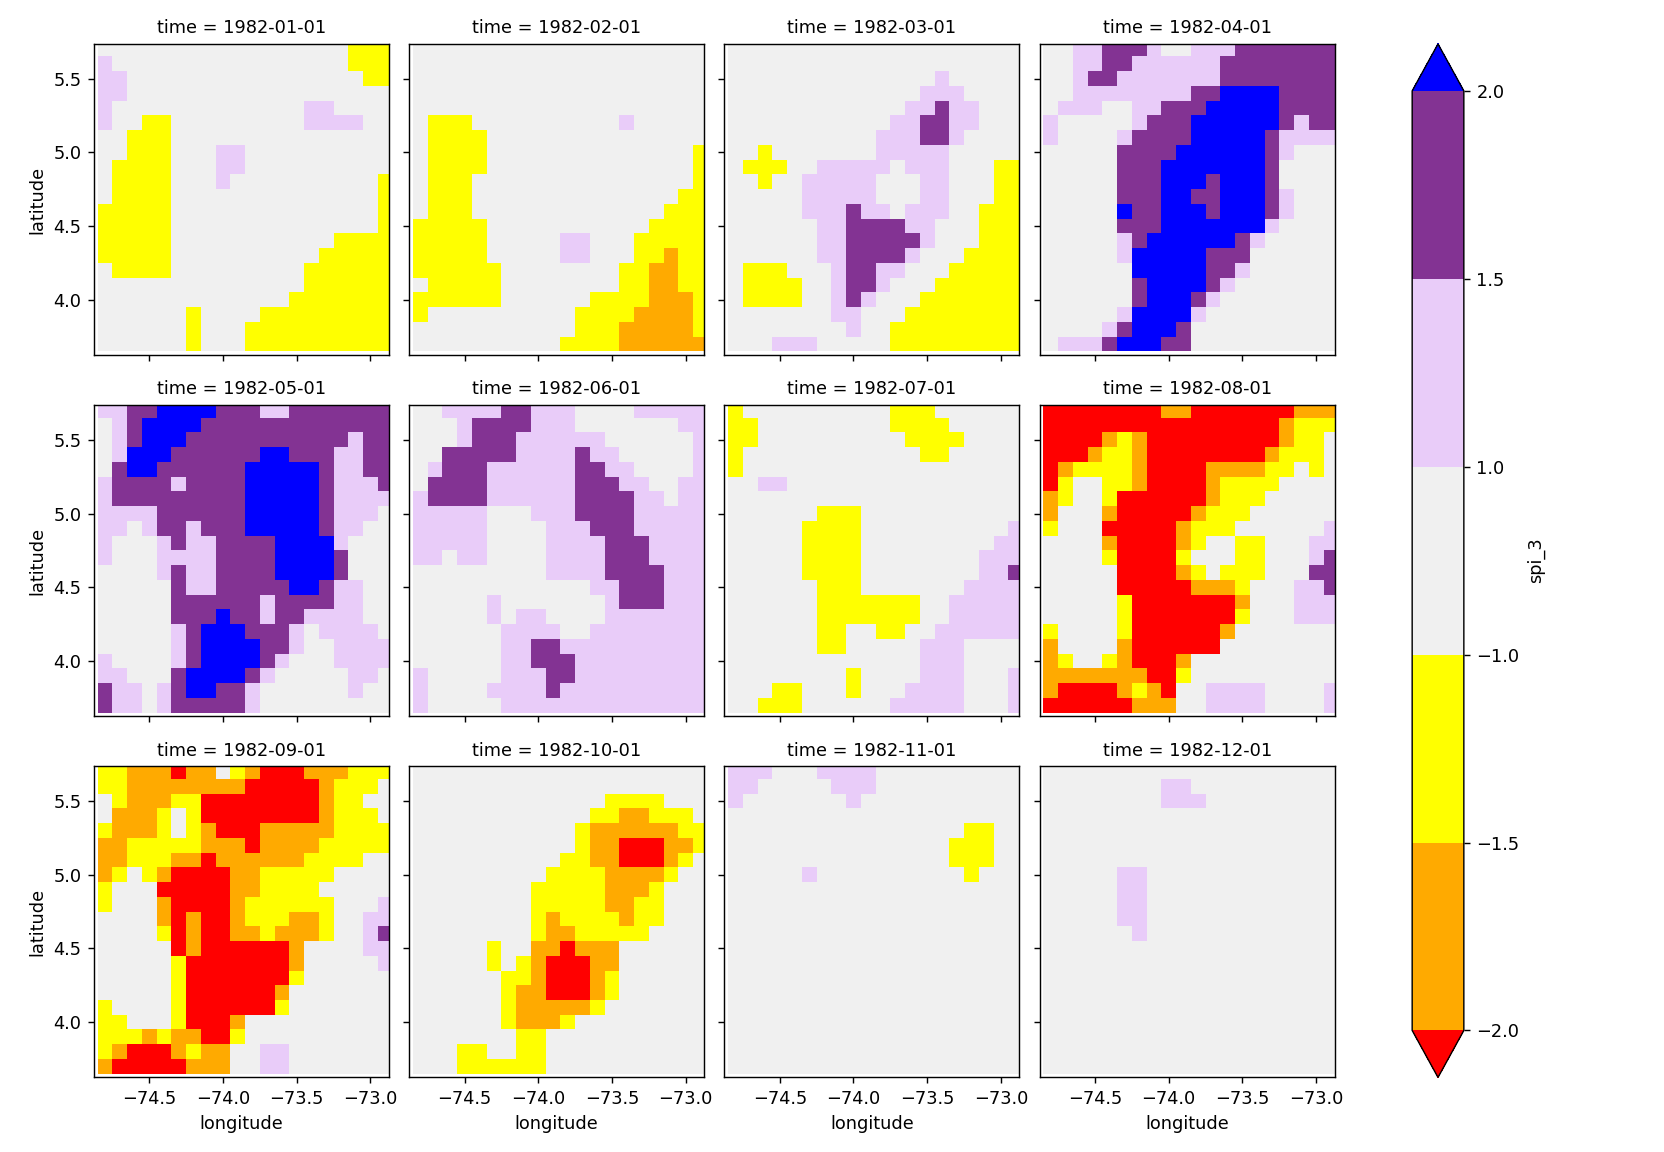 time = 1982-01-01
time = 1982-02-01
time = 1982-03-01
time = 1982-04-01
latitude
5.5
5.0
4.5
4.0
time = 1982-05-01
time = 1982-06-01
time = 1982-07-01
time = 1982-08-01
latitude
5.5
5.0
4.5
4.0
time = 1982-09-01
time = 1982-10-01
time = 1982-11-01
time = 1982-12-01
latitude
5.5
5.0
4.5
4.0
−74.5 −74.0 −73.5 −73.0
longitude
−74.5 −74.0 −73.5 −73.0
longitude
−74.5 −74.0 −73.5 −73.0
longitude
−74.5 −74.0 −73.5 −73.0
longitude
2.0
1.5
1.0
−1.0
−1.5
−2.0
spi_3